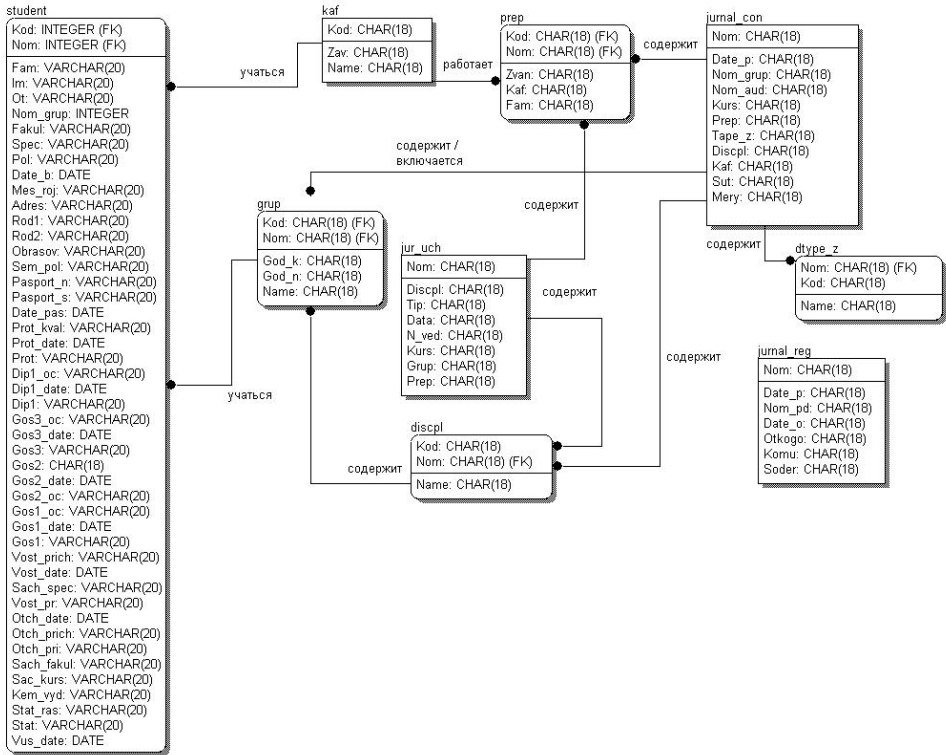 student
Kod: INTEGER (FK)
Nom: INTEGER (FK)
Fam: VARCHAR(20)
Im: VARCHAR(20)
Ot: VARCHAR(20)
Nom_grup: INTEGER
Fakul: VARCHAR(20)
Spec: VARCHAR(20)
Pol: VARCHAR(20)
Date_b: DATE
Mes_roj: VARCHAR(20)
Adres: VARCHAR(20)
Rod1: VARCHAR(20)
Rod2: VARCHAR(20)
Obrasov: VARCHAR(20)
Sem_pol: VARCHAR(20)
Pasport_n: VARCHAR(20)
Pasport_s: VARCHAR(20)
Date_pas: DATE
Prot_kval: VARCHAR(20)
Prot_date: DATE
Prot: VARCHAR(20)
Dip1_oc: VARCHAR(20)
Dip1_date: DATE
Dip1: VARCHAR(20)
Gos3_oc: VARCHAR(20)
Gos3_date: DATE
Gos3: VARCHAR(20)
Gos2: CHAR(18)
Gos2_date: DATE
Gos2_oc: VARCHAR(20)
Gos1_oc: VARCHAR(20)
Gos1_date: DATE
Gos1: VARCHAR(20)
Vost_prich: VARCHAR(20)
Vost_date: DATE
Sach_spec: VARCHAR(20)
Vost_pr: VARCHAR(20)
Otch_date: DATE
Otch_prich: VARCHAR(20)
Otch_pri: VARCHAR(20)
Sach_fakul: VARCHAR(20)
Sac_kurs: VARCHAR(20)
Kem_vyd: VARCHAR(20)
Stat_ras: VARCHAR(20)
Stat: VARCHAR(20)
Vus_date: DATE
учаться
kaf
Kod: CHAR(18)
Zav: CHAR(18)
Name: CHAR(18)
работает
prep
Kod: CHAR(18) (FK)
Nom: CHAR(18) (FK)
Zvan: CHAR(18)
Kaf: CHAR(18)
Fam: CHAR(18)
содержит
jurnal_con
Nom: CHAR(18)
Date_p: CHAR(18)
Nom_grup: CHAR(18)
Nom_aud: CHAR(18)
Kurs: CHAR(18)
Prep: CHAR(18)
Tape_z: CHAR(18)
Discpl: CHAR(18)
Kaf: CHAR(18)
Sut: CHAR(18)
Mery: CHAR(18)
содержит /
включается
содержит
grup
Kod: CHAR(18) (FK)
Nom: CHAR(18) (FK)
God_k: CHAR(18)
God_n: CHAR(18)
Name: CHAR(18)
учаться
jur_uch
Nom: CHAR(18)
Discpl: CHAR(18)
Tip: CHAR(18)
Data: CHAR(18)
N_ved: CHAR(18)
Kurs: CHAR(18)
Grup: CHAR(18)
Prep: CHAR(18)
содержит
содержит
dtype_z
Nom: CHAR(18) (FK)
Kod: CHAR(18)
Name: CHAR(18)
содержит
jurnal_reg
Nom: CHAR(18)
Date_p: CHAR(18)
Nom_pd: CHAR(18)
Date_o: CHAR(18)
Otkogo: CHAR(18)
Komu: CHAR(18)
Soder: CHAR(18)
содержит
discpl
Kod: CHAR(18)
Nom: CHAR(18) (FK)
Name: CHAR(18)